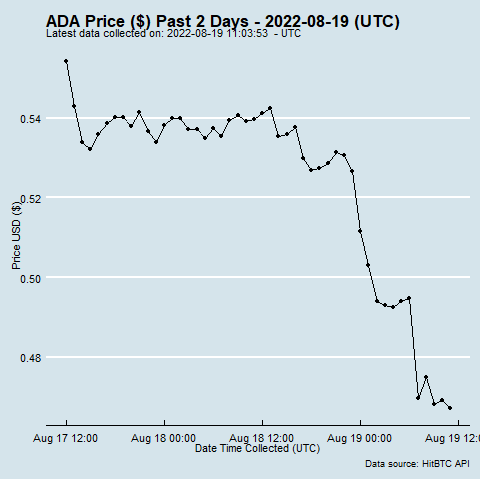 ADA Price ($) Past 2 Days - 2022-08-19 (UTC)
Latest data collected on: 2022-08-19 11:03:53 - UTC
0.54
0.52
0.50
0.48
Price USD ($)
Aug 17 12:00 Aug 18 00:00 Aug 18 12:00 Aug 19 00:00 Aug 19 12:
Date Time Collected (UTC)
Data source: HitBTC API